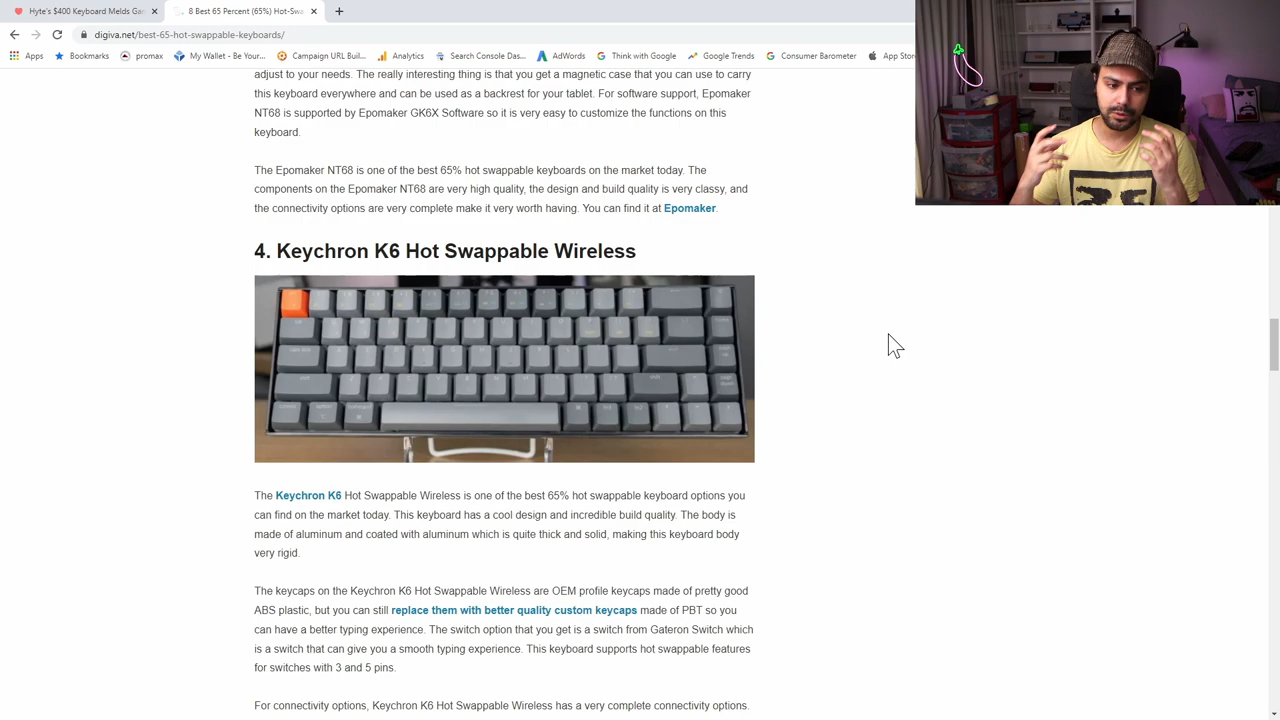 Hyte's $400 Keyboard Melds Ga
8 Best 65 Percent (65%) Hot-Swa
digiva.net/best-65-hot-swappable-keyboards/
Apps
Bookmarks
promax
My Wallet - Be Your...
Campaign URL Buil...
Analytics
Search Console Das...
AdWords
Think with Google
Google Trends
Consumer Barometer
App Stor
adjust to your needs. The really interesting thing is that you get a magnetic case that you can use to carry
this keyboard everywhere and can be used as a backrest for your tablet. For software support, Epomaker
NT68 is supported by Epomaker GK6X Software so it is very easy to customize the functions on this
keyboard.
The Epomaker NT68 is one of the best 65% hot swappable keyboards on the market today. The
components on the Epomaker NT68 are very high quality, the design and build quality is very classy, and
the connectivity options are very complete make it very worth having. You can find it at Epomaker.
4. Keychron K6 Hot Swappable Wireless
The Keychron K6 Hot Swappable Wireless is one of the best 65% hot swappable keyboard options you
can find on the market today. This keyboard has a cool design and incredible build quality. The body is
made of aluminum and coated with aluminum which is quite thick and solid, making this keyboard body
very rigid.
The keycaps on the Keychron K6 Hot Swappable Wireless are OEM profile keycaps made of pretty good
ABS plastic, but you can still replace them with better quality custom keycaps made of PBT so you
can have a better typing experience. The switch option that you get is a switch from Gateron Switch which
is a switch that can give you a smooth typing experience. This keyboard supports hot swappable features
for switches with 3 and 5 pins.
For connectivity options, Keychron K6 Hot Swappable Wireless has a very complete connectivity options.